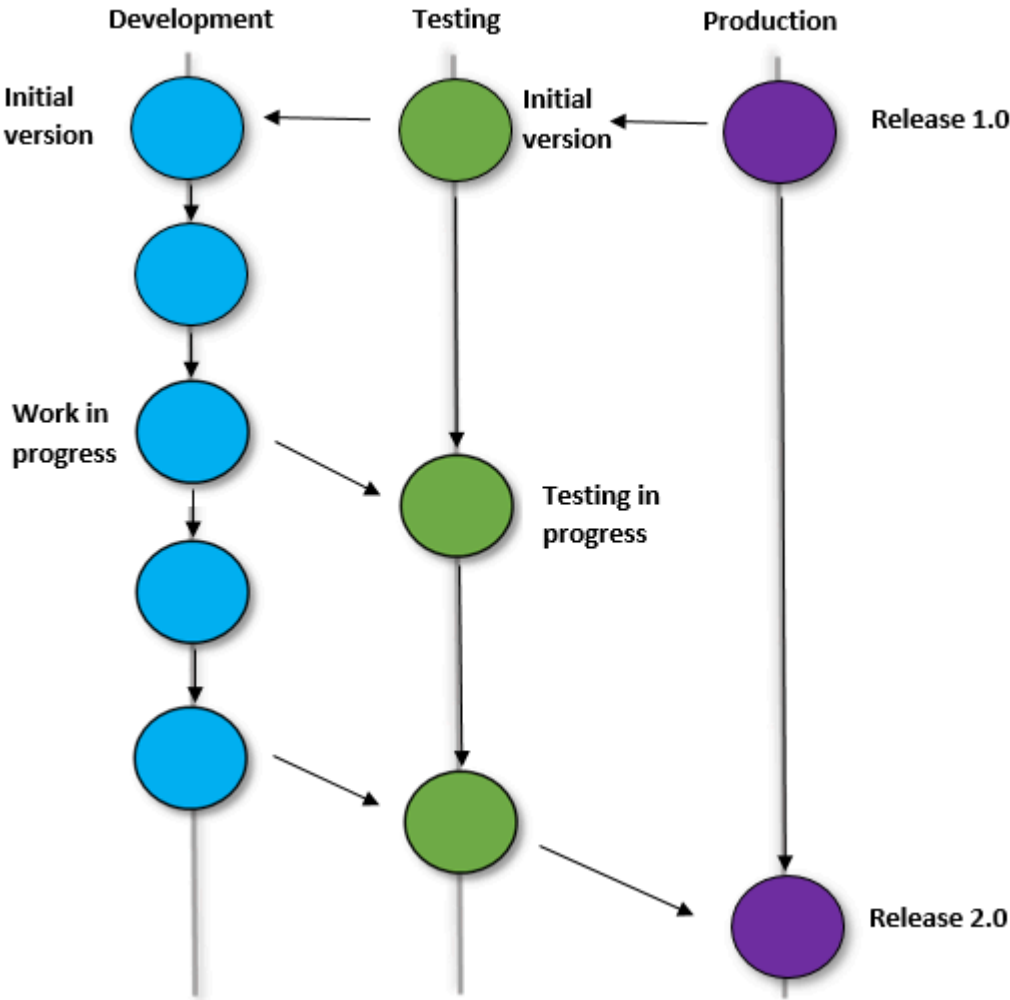 Development
Testing
Production
Initial
version
Initial
version
Release 1.0
Work in
progress
Testing in
progress
Release 2.0